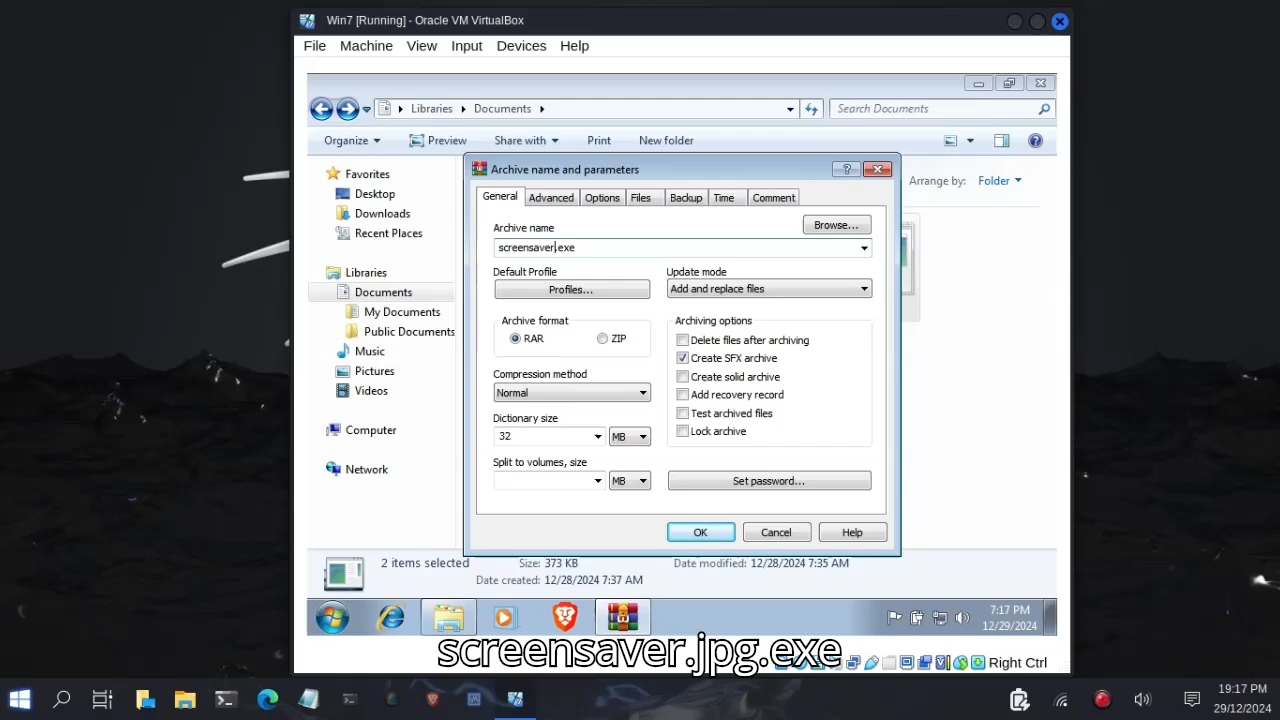 Win7 [Running] - Oracle VM VirtualBox
File Machine View Input Devices Help
Libraries Documents
Search Documents
Organize Preview Share with Print New folder
Favorites
Desktop
Downloads
Recent Places
Libraries
Documents
My Documents
Public Documents
Music
Pictures
Videos
Computer
Network
Arrange by: Folder
Archive name and parameters
General Advanced Options Files Backup Time Comment
Archive name
Browse...
screensaver.exe
Default Profile
Profiles...
Update mode
Add and replace files
Archive format
RAR ZIP
Compression method
Normal
Dictionary size
32 MB
Split to volumes, size
MB
Archiving options
Delete files after archiving
Create SFX archive
Create solid archive
Add recovery record
Test archived files
Lock archive
Set password...
OK Cancel Help
2 items selected Size: 373 KB Date modified: 12/28/2024 7:35 AM
Date created: 12/28/2024 7:37 AM
7:17 PM
12/29/2024
screensaver.jpg.exe
Right Ctrl
19:17 PM
29/12/2024